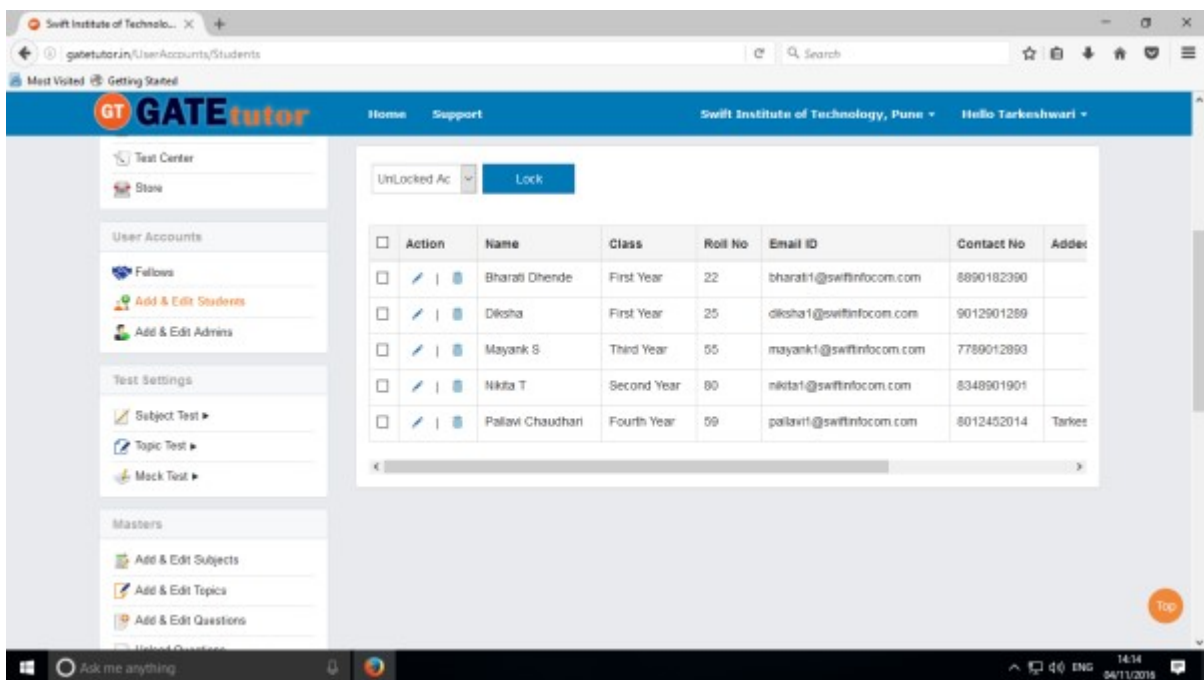 Swift Institute of Technolo...
gatetutor.in/UserAccounts/Students
Search
Most Visited Getting Started
GT GATEtutor Home Support Swift Institute of Technology, Pune Hello Tarkeshwari
Test Center
Store
User Accounts
Fellows
Add & Edit Students
Add & Edit Admins
Test Settings
Subject Test
Topic Test
Mock Test
Masters
Add & Edit Subjects
Add & Edit Topics
Add & Edit Questions
UnLocked Ac Lock
Action Name Class Roll No Email ID Contact No Added
| Bharati Dhende First Year 22 bharati1@swiftinfocom.com 8890182390
| Diksha First Year 25 diksha1@swiftinfocom.com 9012901289
| Mayank S Third Year 55 mayank1@swiftinfocom.com 7789012893
| Nikita T Second Year 80 nikita1@swiftinfocom.com 8348901901
| Pallavi Chaudhari Fourth Year 59 pallavi1@swiftinfocom.com 8012452014 Tarkes
Top
Ask me anything
ENG 14:14
04/11/2016